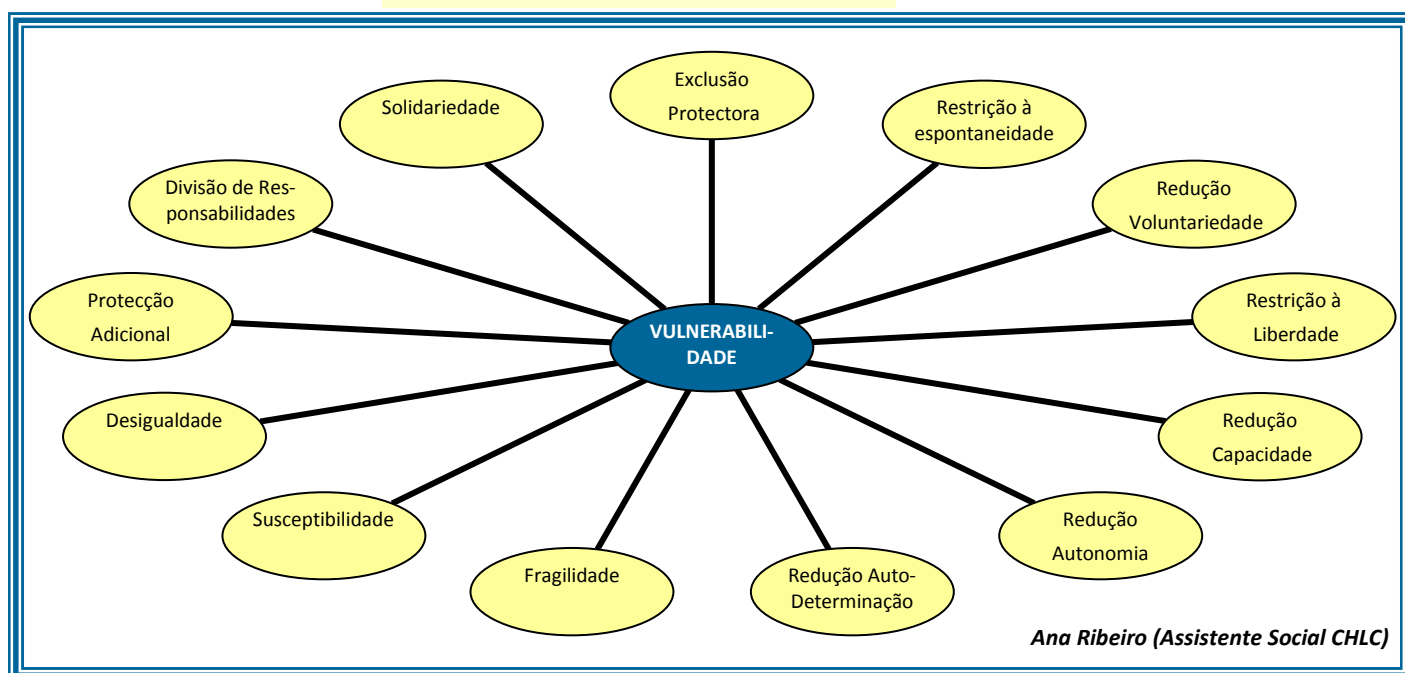 Exclusão
Protectora
Restrição à
espontaneidade
Redução
Voluntariedade
Restrição à
Liberdade
Redução
Capacidade
Redução
Autonomia
Redução Auto-
Determinação
Fragilidade
Susceptibilidade
Desigualdade
Protecção
Adicional
Divisão de Res-
ponsabilidades
Solidariedade
VULNERABILI-
DADE
Ana Ribeiro (Assistente Social CHLC)